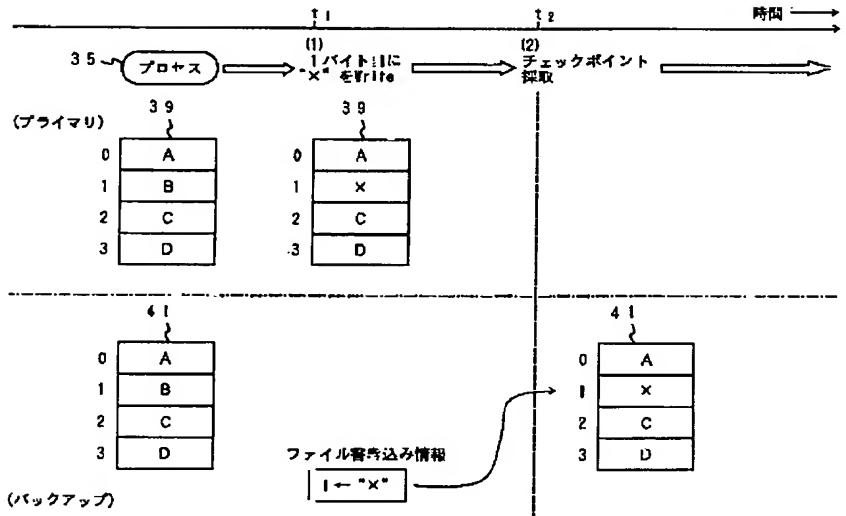 t₁
t₂
時間
(1)
(2)
35
プロセス
1バイト目に
"×" をWrite
チェックポイント
採取
39
39
(プライマリ)
0 A
1 B
2 C
3 D
0 A
1 ×
2 C
3 D
41
41
0 A
1 B
2 C
3 D
0 A
1 ×
2 C
3 D
ファイル書き込み情報
1 ← "×"
(バックアップ)